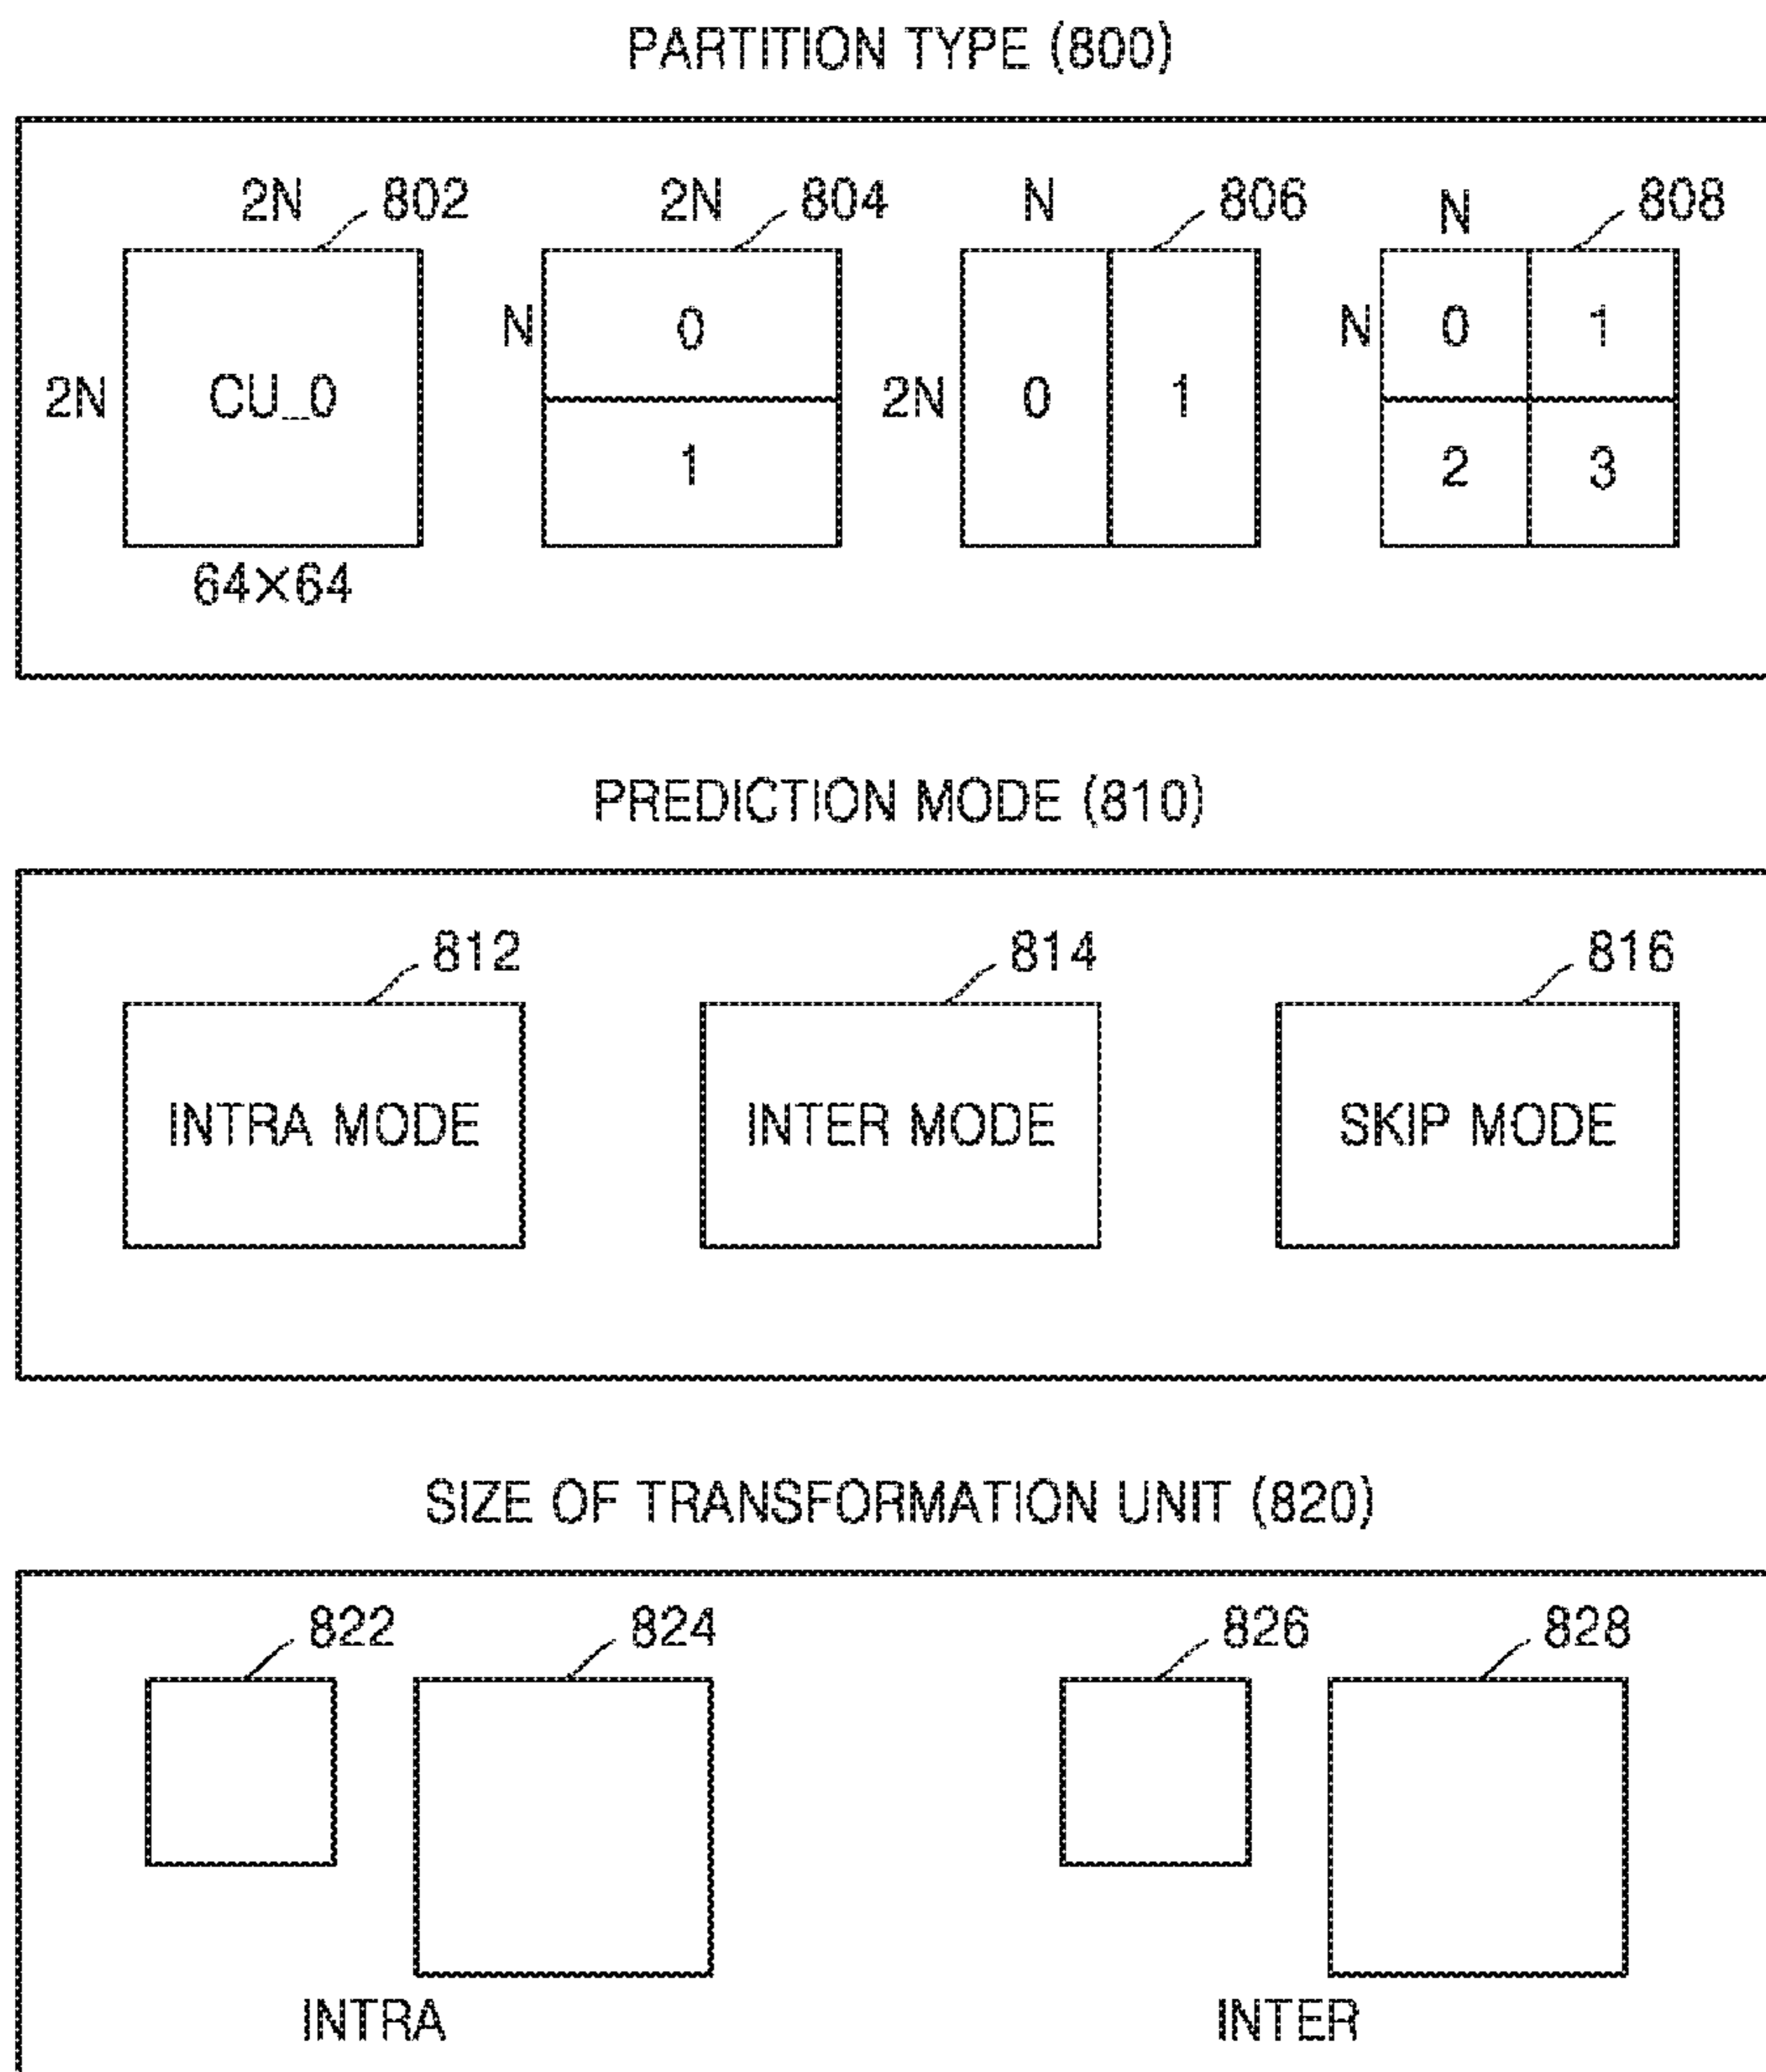 PARTITION TYPE (800)
2N 802 2N 804 N 806 N 808
N 0 N 0 1
2N CU_0 2N 0 1
1 2 3
64×64
PREDICTION MODE (810)
812 814 816
INTRA MODE INTER MODE SKIP MODE
SIZE OF TRANSFORMATION UNIT (820)
822 824 826 828
INTRA INTER